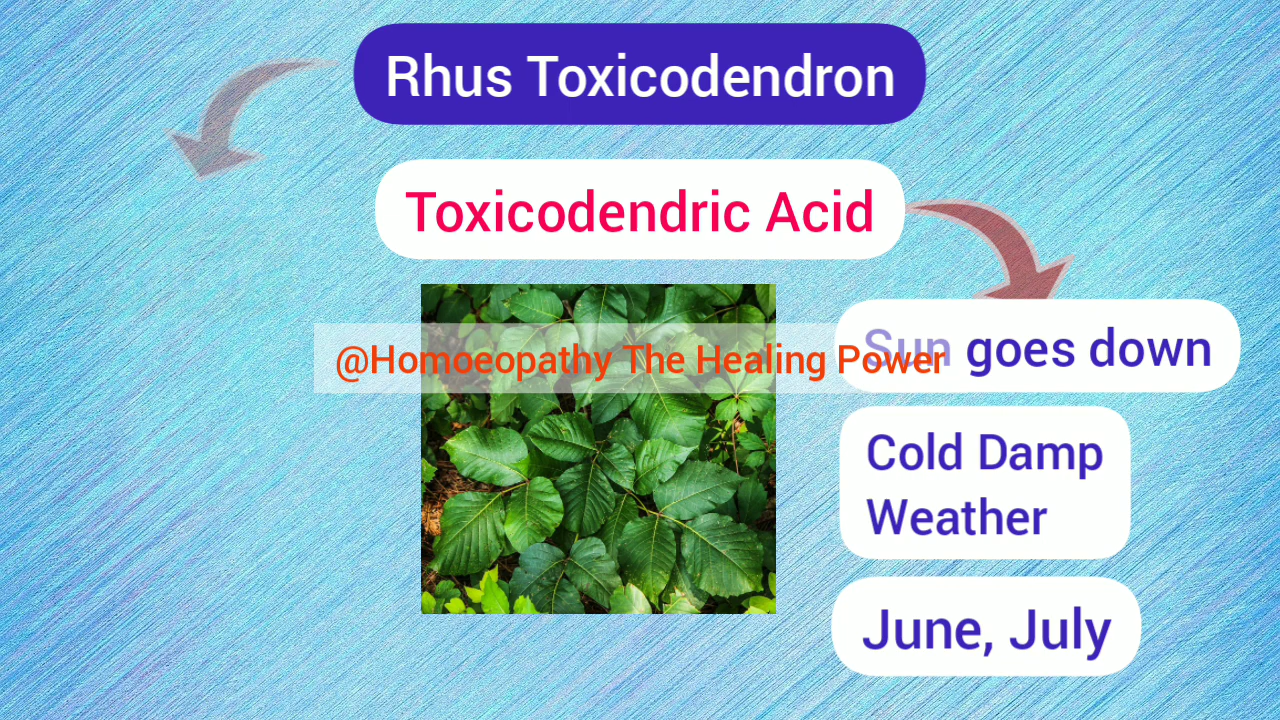 Rhus Toxicodendron
Toxicodendric Acid
@Homoeopathy The Healing Power
Sun goes down
Cold Damp
Weather
June, July